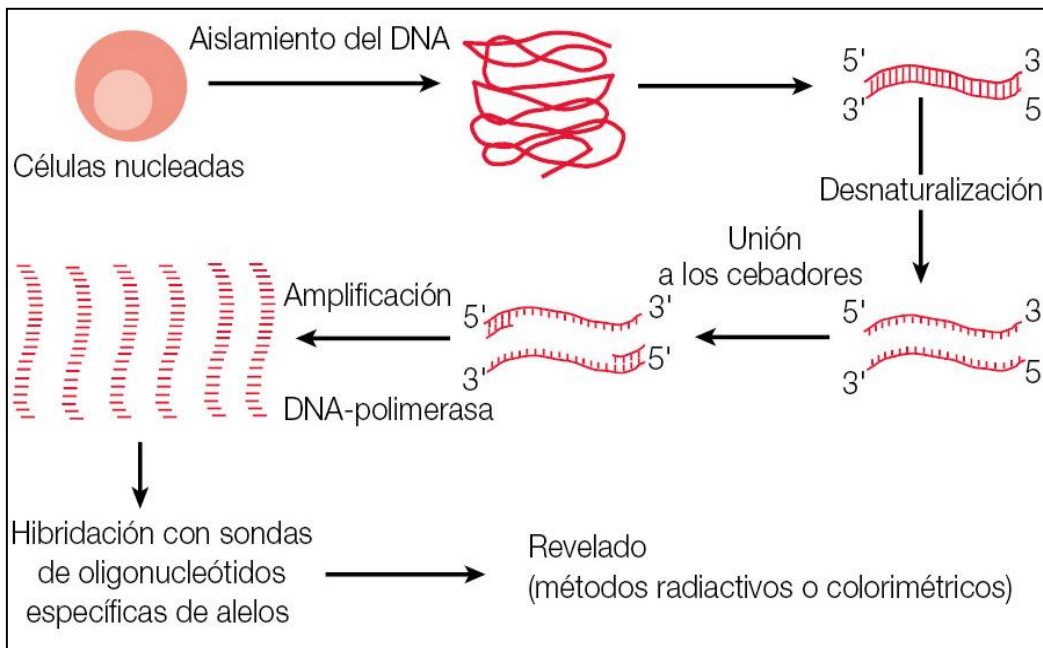 Aislamiento del DNA
Células nucleadas
5' 3'
3' 5'
Desnaturalización
5' 3
3' 5
Unión
a los cebadores
5' 3'
3' 5'
Amplificación
DNA-polimerasa
Hibridación con sondas
de oligonucleótidos
específicas de alelos
Revelado
(métodos radiactivos o colorimétricos)